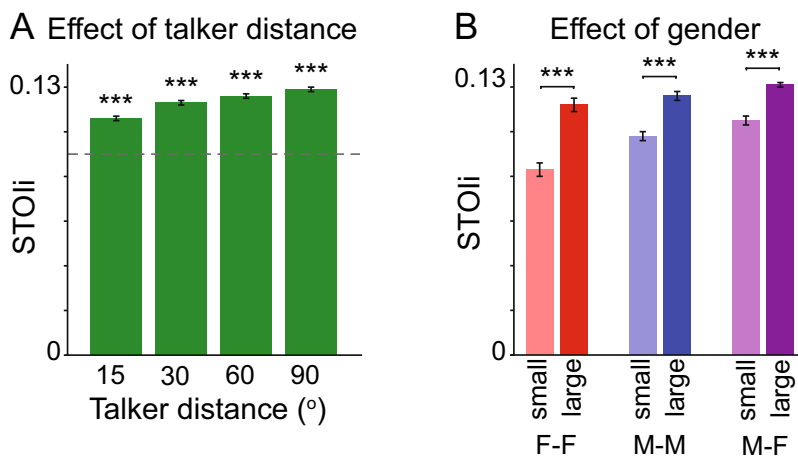 A Effect of talker distance
0.13
*** *** *** ***
STOIi
0
15 30 60 90
Talker distance (o)
B Effect of gender
0.13
*** *** ***
STOIi
0
small large small large small large
F-F M-M M-F